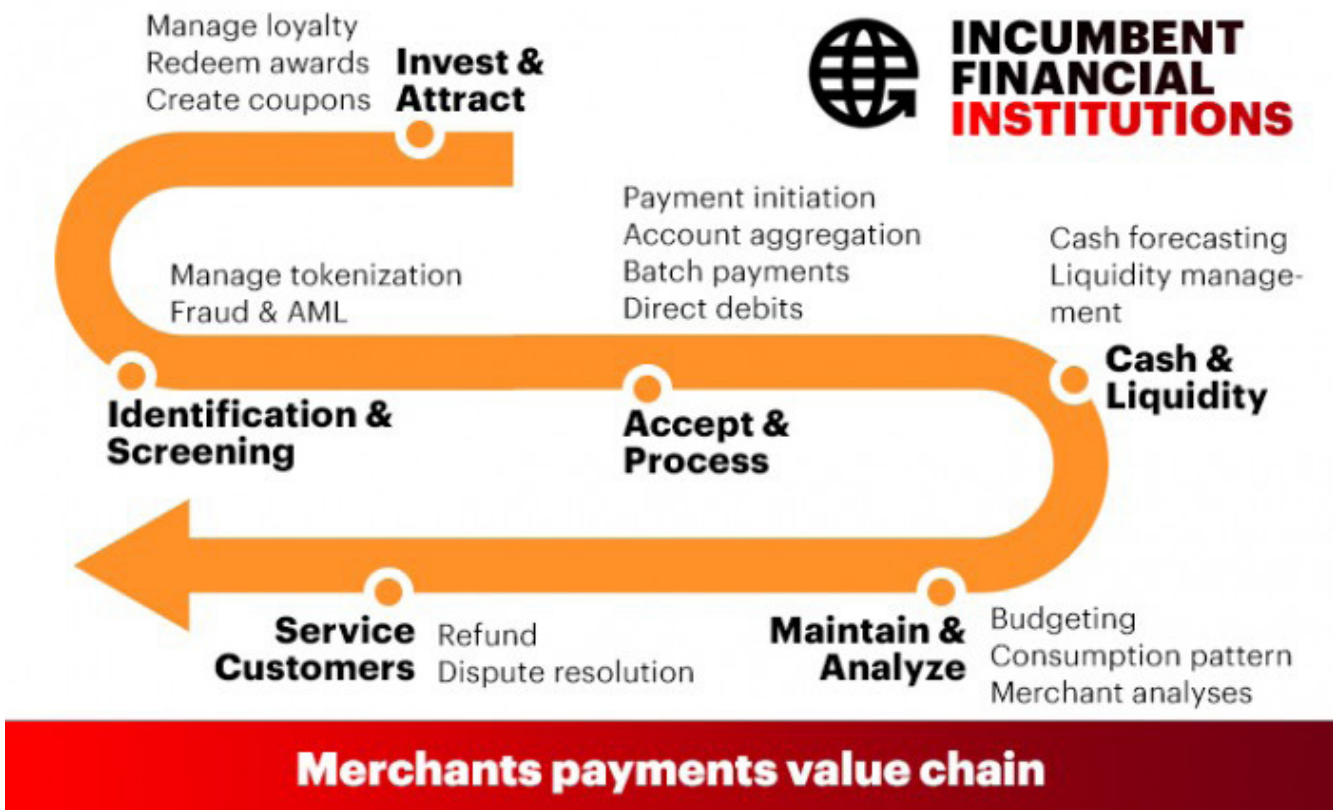 Manage loyalty
Redeem awards
Create coupons
Invest &
Attract
INCUMBENT
FINANCIAL
INSTITUTIONS
Manage tokenization
Fraud & AML
Identification &
Screening
Payment initiation
Account aggregation
Batch payments
Direct debits
Accept &
Process
Cash forecasting
Liquidity manage-
ment
Cash &
Liquidity
Maintain &
Analyze
Budgeting
Consumption pattern
Merchant analyses
Service
Customers
Refund
Dispute resolution
Merchants payments value chain